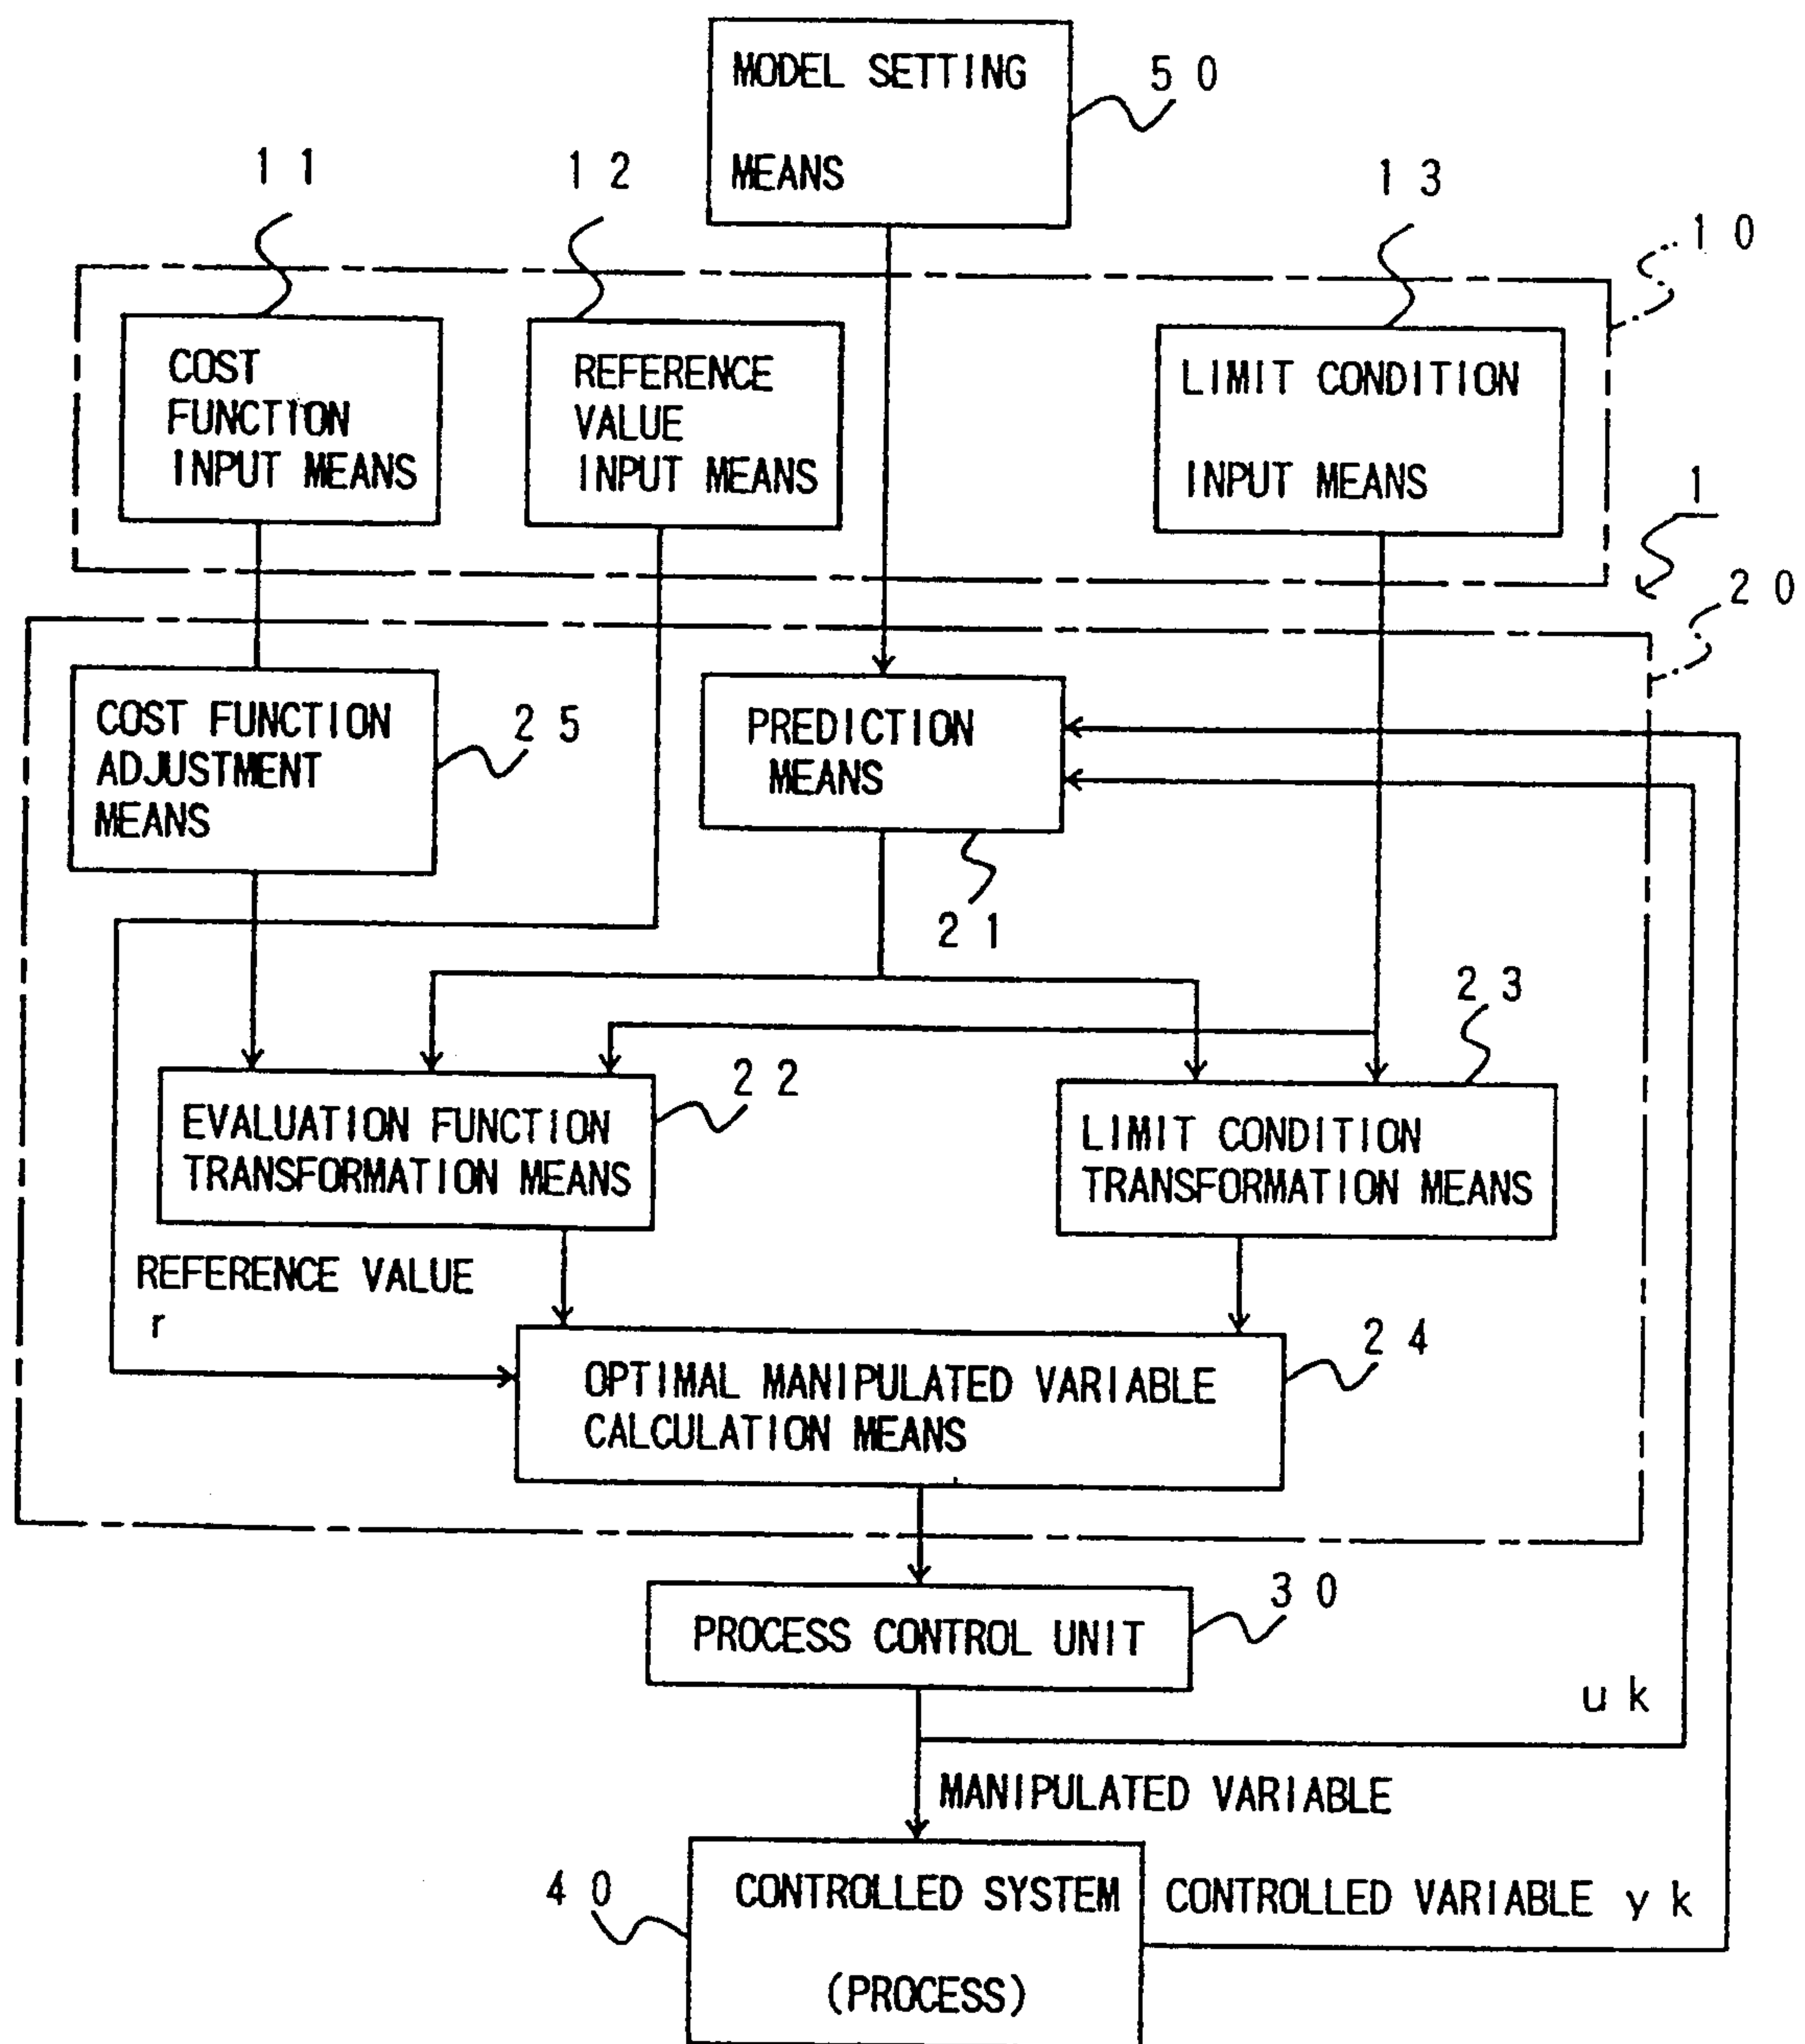 MODEL SETTING
MEANS
5 0
1 1
1 2
1 3
1 0
COST
FUNCTION
INPUT MEANS
REFERENCE
VALUE
INPUT MEANS
LIMIT CONDITION
INPUT MEANS
1
2 0
COST FUNCTION
ADJUSTMENT
MEANS
2 5
PREDICTION
MEANS
2 1
2 3
2 2
EVALUATION FUNCTION
TRANSFORMATION MEANS
LIMIT CONDITION
TRANSFORMATION MEANS
REFERENCE VALUE
r
2 4
OPTIMAL MANIPULATED VARIABLE
CALCULATION MEANS
3 0
PROCESS CONTROL UNIT
u k
MANIPULATED VARIABLE
4 0
CONTROLLED SYSTEM
(PROCESS)
CONTROLLED VARIABLE y k